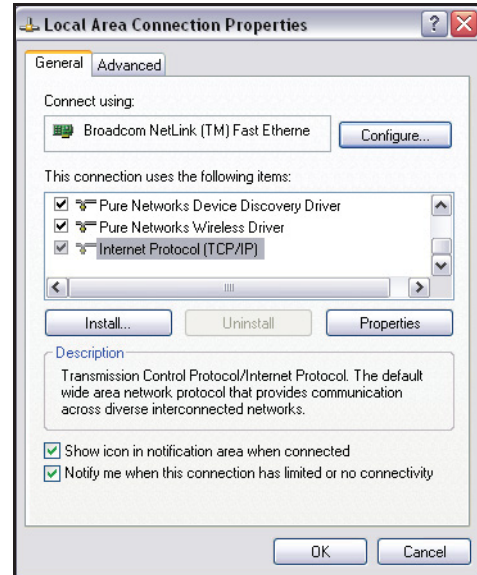 Local Area Connection Properties
General Advanced
Connect using:
Broadcom NetLink (TM) Fast Etherne Configure...
This connection uses the following items:
Pure Networks Device Discovery Driver
Pure Networks Wireless Driver
Internet Protocol (TCP/IP)
Install... Uninstall Properties
Description
Transmission Control Protocol/Internet Protocol. The default
wide area network protocol that provides communication
across diverse interconnected networks.
Show icon in notification area when connected
Notify me when this connection has limited or no connectivity
OK Cancel